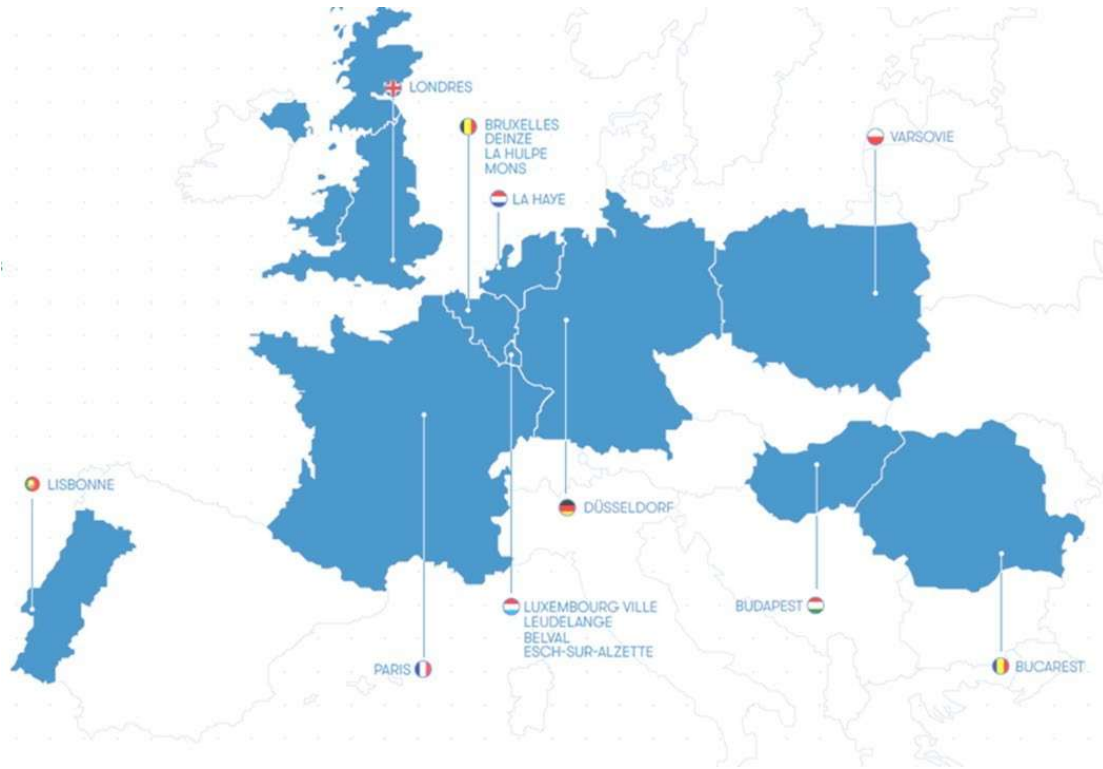 LONDRES
BRUXELLES
DEINZE
LA HULPE
MONS
VARSOVIE
LA HAYE
LISBONNE
DÜSSELDORF
LUXEMBOURG VILLE
LEUDELANGE
BELVAL
ESCH-SUR-ALZETTE
BUDAPEST
PARIS
BUCAREST